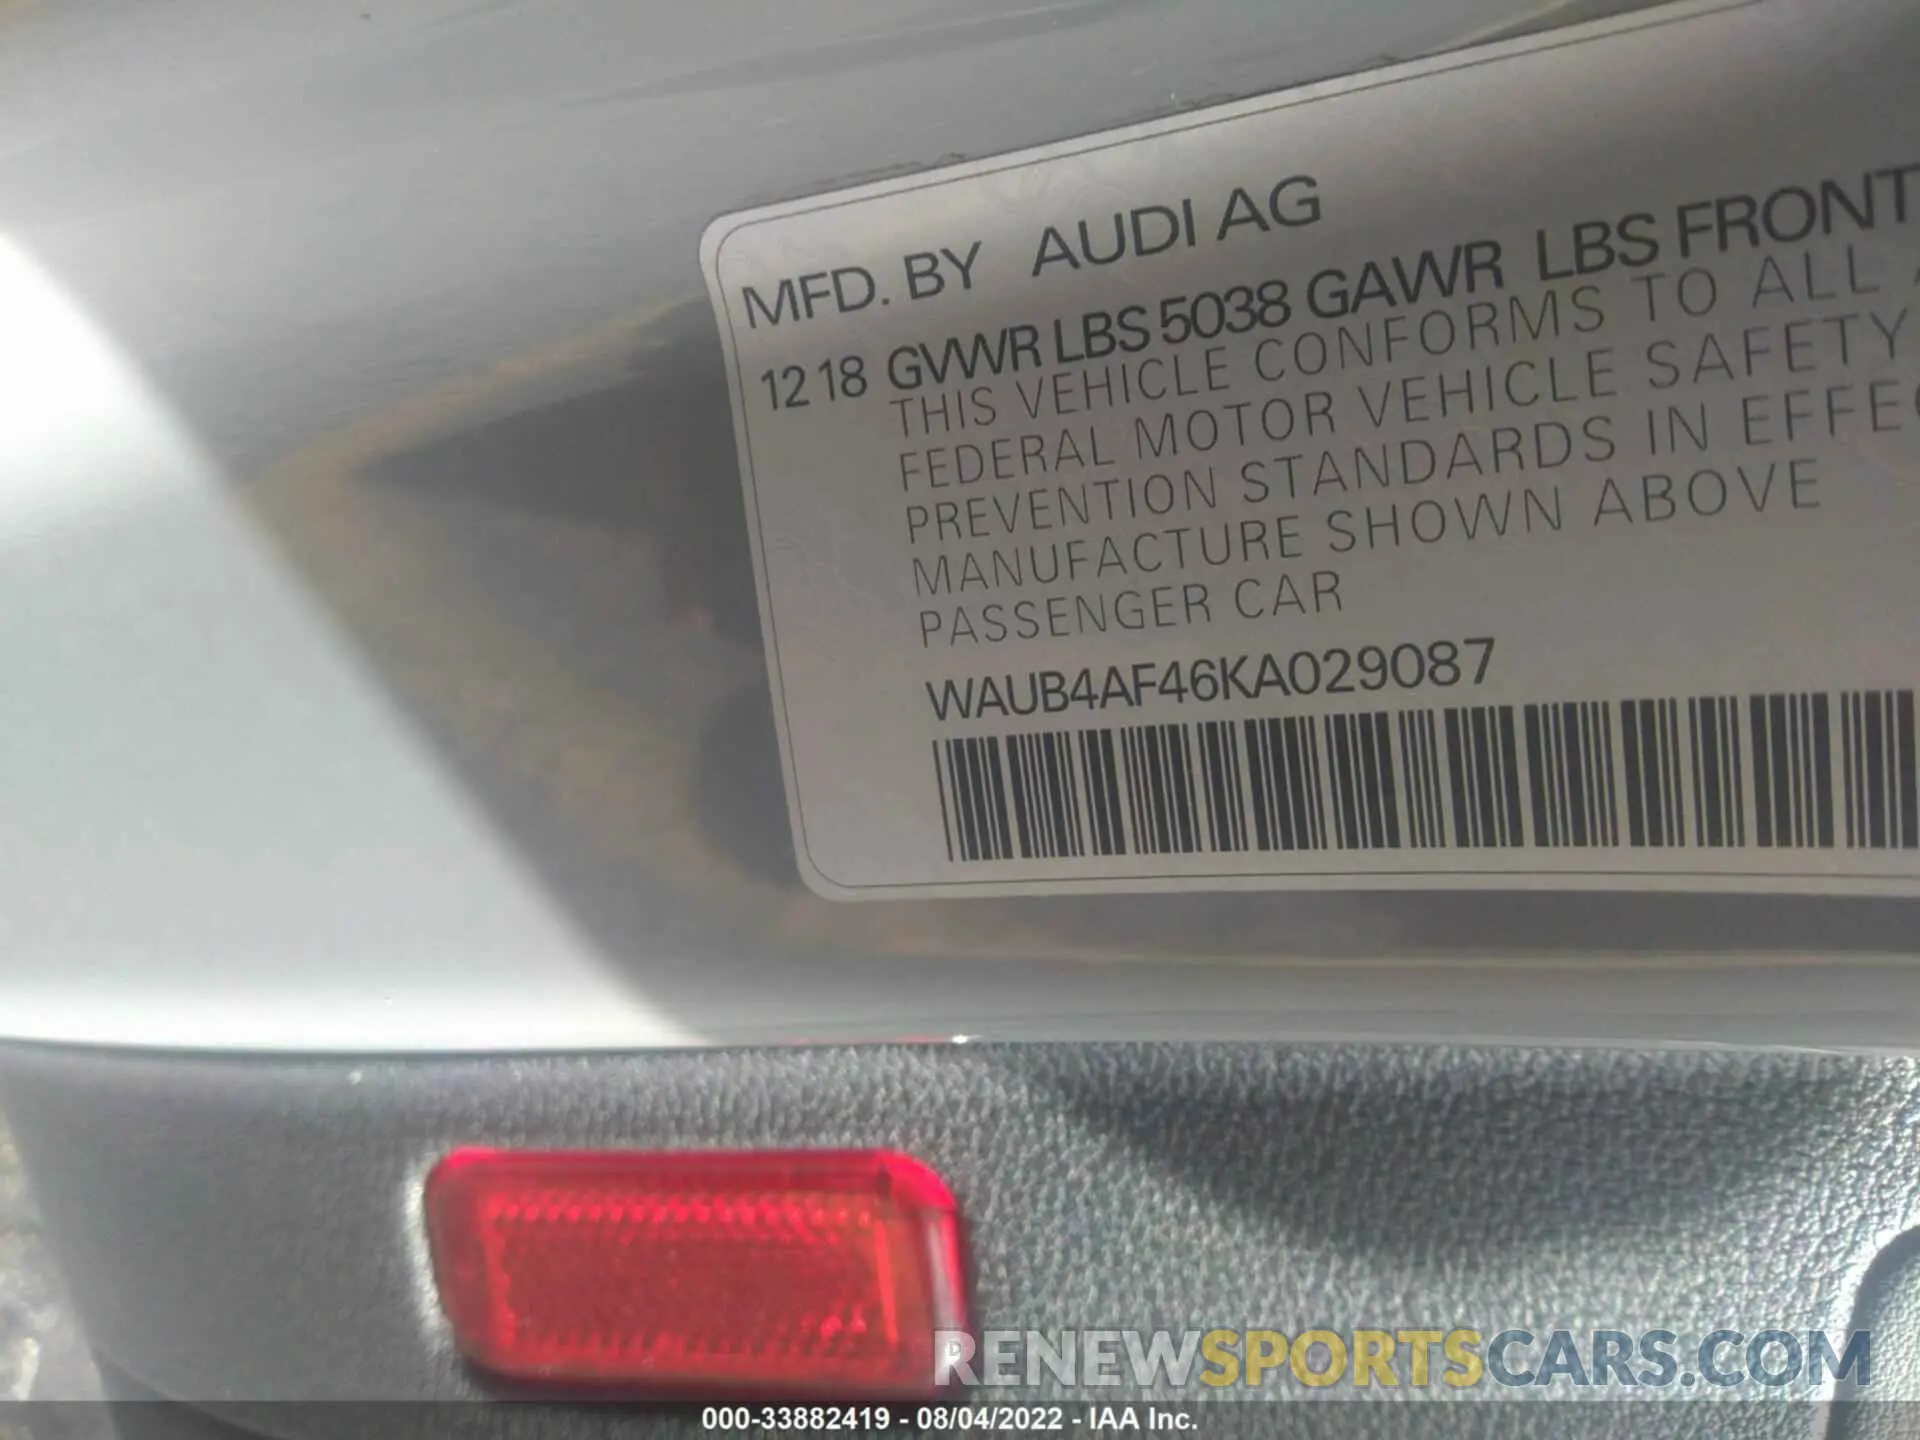 MFD. BY AUDI AG
12 18 GVWR LBS 5038 GAWR LBS FRONT
THIS VEHICLE CONFORMS TO ALL
FEDERAL MOTOR VEHICLE SAFETY
PREVENTION STANDARDS IN
MANUFACTURE SHOWN ABOVE
PASSENGER CAR
WAUB4AF46KA029087
RENEWSPORTSCARS.COM
000-33882419 - 08/04/2022 - IAA Inc.